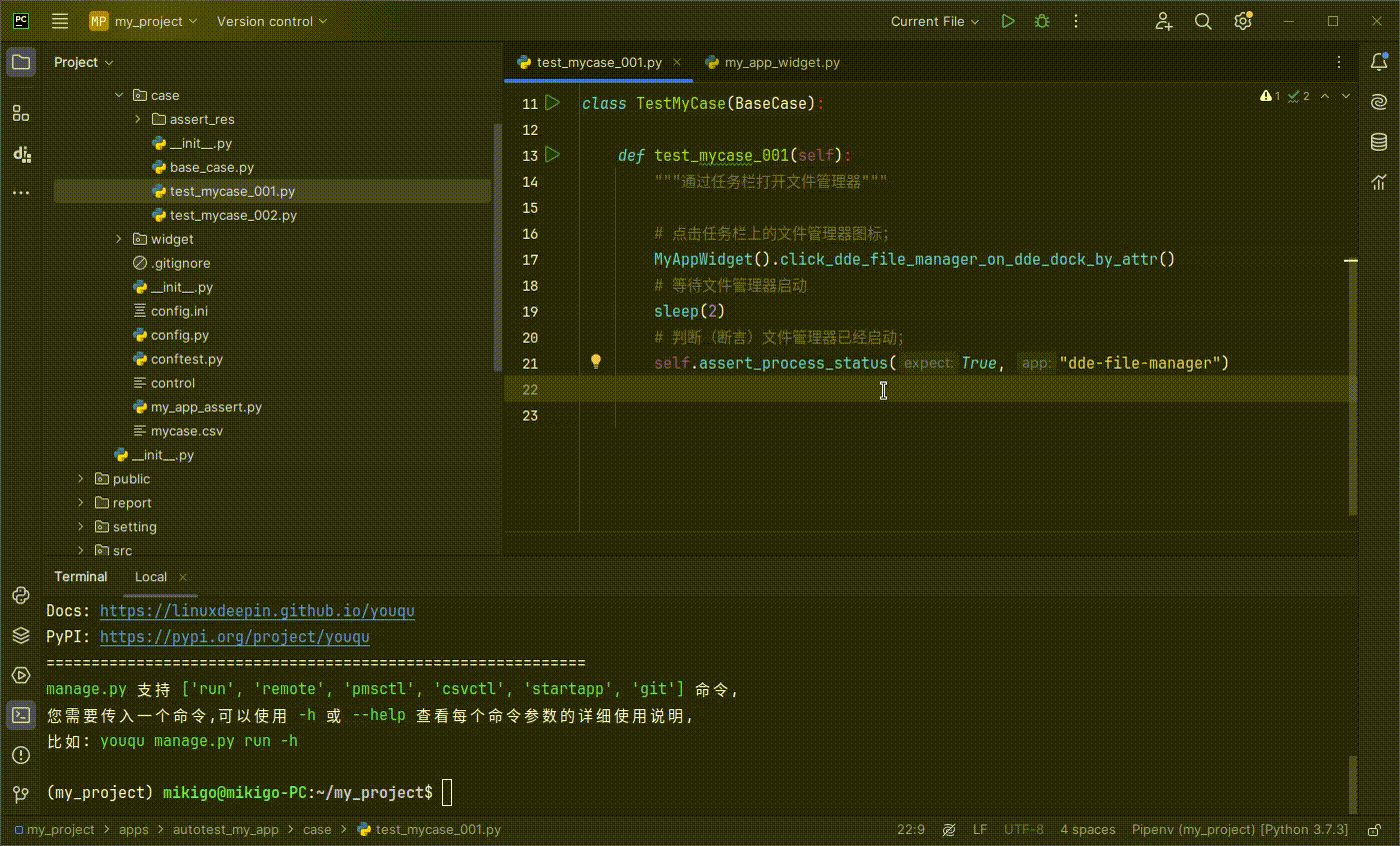 PC
MP my_project Version control Current File
Project
case
assert_res
__init__.py
base_case.py
test_mycase_001.py
test_mycase_002.py
widget
.gitignore
__init__.py
config.ini
config.py
conftest.py
control
my_app_assert.py
mycase.csv
__init__.py
public
report
setting
src
test_mycase_001.py my_app_widget.py
1 2
11 class TestMyCase(BaseCase):
12
13 def test_mycase_001(self):
14 """通过任务栏打开文件管理器"""
15
16 # 点击任务栏上的文件管理器图标;
17 MyAppWidget().click_dde_file_manager_on_dde_dock_by_attr()
18 # 等待文件管理器启动
19 sleep(2)
20 # 判断（断言）文件管理器已经启动;
21 self.assert_process_status( expect: True, app: "dde-file-manager")
22
23
Terminal Local
Docs: https://linuxdeepin.github.io/youqu
PyPI: https://pypi.org/project/youqu
============================================================
manage.py 支持 ['run', 'remote', 'pmsctl', 'csvctl', 'startapp', 'git'] 命令,
您需要传入一个命令,可以使用 -h 或 --help 查看每个命令参数的详细使用说明,
比如: youqu manage.py run -h
(my_project) mikigo@mikigo-PC:~/my_project$
my_project apps autotest_my_app case test_mycase_001.py 22:9 LF UTF-8 4 spaces Pipenv (my_project) [Python 3.7.3]